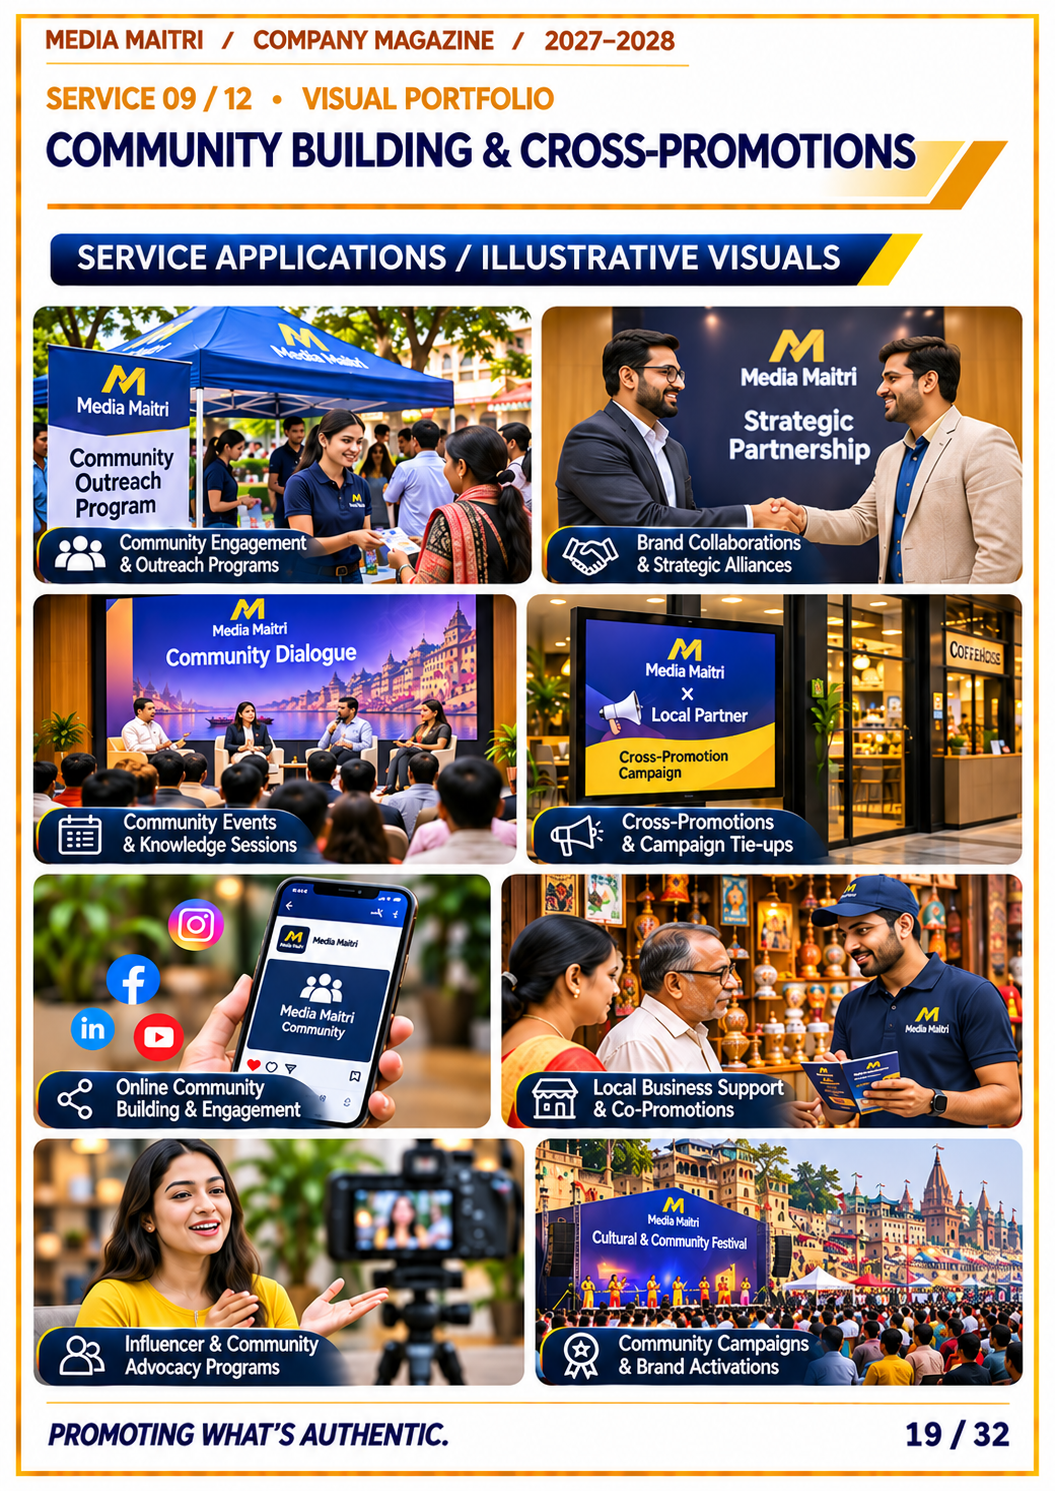 MEDIA MAITRI / COMPANY MAGAZINE / 2027–2028
SERVICE 09 / 12 • VISUAL PORTFOLIO
COMMUNITY BUILDING & CROSS-PROMOTIONS
SERVICE APPLICATIONS / ILLUSTRATIVE VISUALS
Media Maitri
Media Maitri
Community
Outreach
Program
Community Engagement
& Outreach Programs
Media Maitri
Strategic
Partnership
Brand Collaborations
& Strategic Alliances
Media Maitri
Community Dialogue
Community Events
& Knowledge Sessions
Media Maitri
X
Local Partner
Cross-Promotion
Campaign
COFFEHOSS
Cross-Promotions
& Campaign Tie-ups
Media Maitri
Media Maitri
Community
in
Online Community
Building & Engagement
Media Maitri
Local Business Support
& Co-Promotions
Influencer & Community
Advocacy Programs
Media Maitri
Cultural & Community Festival
Community Campaigns
& Brand Activations
PROMOTING WHAT'S AUTHENTIC.
19 / 32